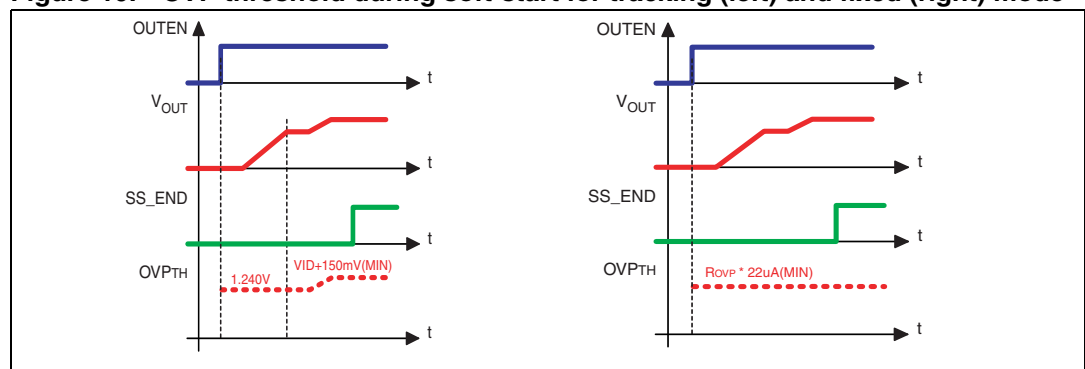 OUTEN
t
VOUT
t
SS_END
t
OVPTH
1.240V
VID+150mV(MIN)
t
OUTEN
t
VOUT
t
SS_END
t
OVPTH
ROVP * 22uA(MIN)
t